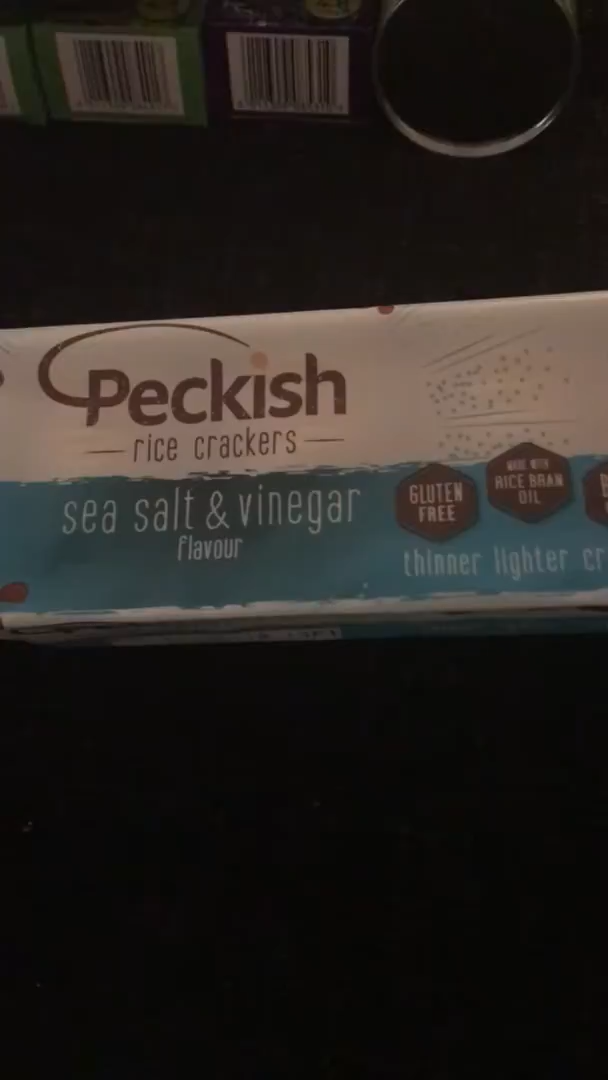 Peckish
rice crackers
sea salt & vinegar
flavour
GLUTEN
FREE
MADE WITH
RICE BRAN
OIL
thinner lighter